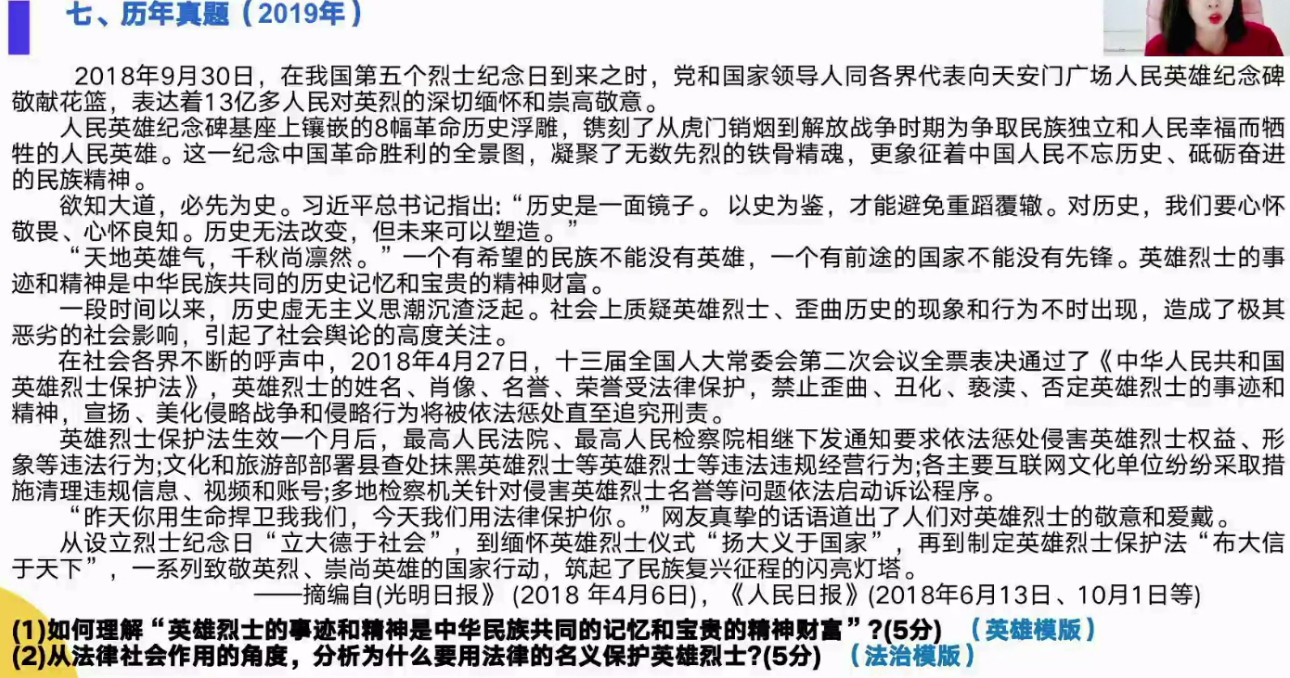 七、历年真题（2019年）
2018年9月30日，在我国第五个烈士纪念日到来之时，党和国家领导人同各界代表向天安门广场人民英雄纪念碑
敬献花篮，表达着13亿多人民对英烈的深切缅怀和崇高敬意。
人民英雄纪念碑基座上镶嵌的8幅革命历史浮雕，镌刻了从虎门销烟到解放战争时期为争取民族独立和人民幸福而牺
牲的人民英雄。这一纪念中国革命胜利的全景图，凝聚了无数先烈的铁骨精魂，更象征着中国人民不忘历史、砥砺奋进
的民族精神。
欲知大道，必先为史。习近平总书记指出:“历史是一面镜子。 以史为鉴，才能避免重蹈覆辙。对历史，我们要心怀
敬畏、心怀良知。历史无法改变，但未来可以塑造。”
“天地英雄气，千秋尚凛然。”一个有希望的民族不能没有英雄，一个有前途的国家不能没有先锋。英雄烈士的事
迹和精神是中华民族共同的历史记忆和宝贵的精神财富。
一段时间以来，历史虚无主义思潮沉渣泛起。社会上质疑英雄烈士、歪曲历史的现象和行为不时出现，造成了极其
恶劣的社会影响，引起了社会舆论的高度关注。
在社会各界不断的呼声中，2018年4月27日，十三届全国人大常委会第二次会议全票表决通过了《中华人民共和国
英雄烈士保护法》，英雄烈士的姓名、肖像、名誉、荣誉受法律保护，禁止歪曲、丑化、亵渎、否定英雄烈士的事迹和
精神，宣扬、美化侵略战争和侵略行为将被依法惩处直至追究刑责。
英雄烈士保护法生效一个月后，最高人民法院、最高人民检察院相继下发通知要求依法惩处侵害英雄烈士权益、形
象等违法行为;文化和旅游部部署县查处抹黑英雄烈士等英雄烈士等违法违规经营行为;各主要互联网文化单位纷纷采取措
施清理违规信息、视频和账号;多地检察机关针对侵害英雄烈士名誉等问题依法启动诉讼程序。
“昨天你用生命捍卫我我们，今天我们用法律保护你。”网友真挚的话语道出了人们对英雄烈士的敬意和爱戴。
从设立烈士纪念日“立大德于社会”，到缅怀英雄烈士仪式“扬大义于国家”，再到制定英雄烈士保护法“布大信
于天下”，一系列致敬英烈、崇尚英雄的国家行动，筑起了民族复兴征程的闪亮灯塔。
——摘编自(光明日报》 (2018 年4月6日)，《人民日报》(2018年6月13日、10月1日等)
(1)如何理解“英雄烈士的事迹和精神是中华民族共同的记忆和宝贵的精神财富”?(5分) （英雄模版）
(2)从法律社会作用的角度，分析为什么要用法律的名义保护英雄烈士?(5分) （法治模版）